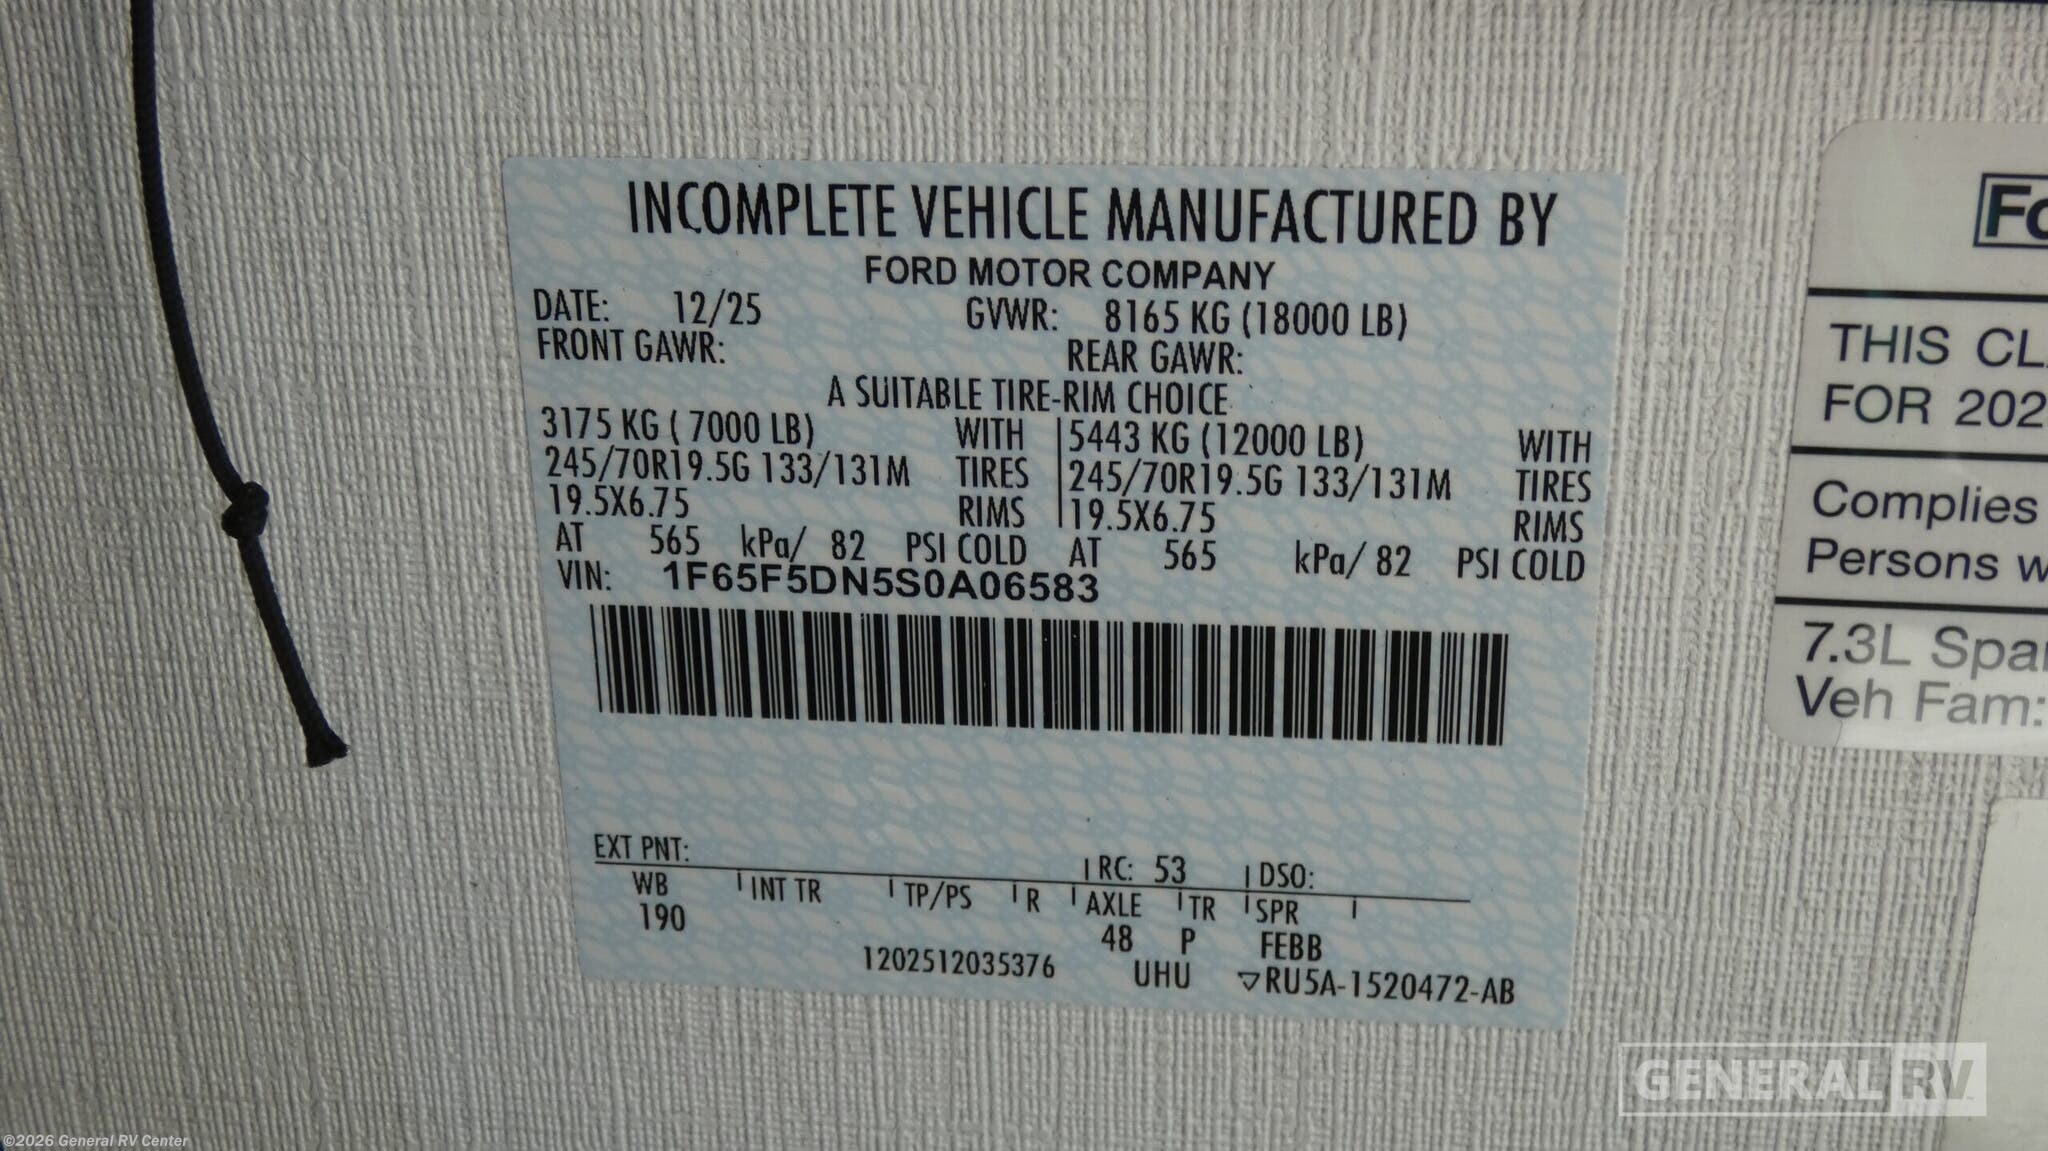 INCOMPLETE VEHICLE MANUFACTURED BY
FORD MOTOR COMPANY
DATE: 12/25 GVWR: 8165 KG (18000 LB)
FRONT GAWR: REAR GAWR:
A SUITABLE TIRE-RIM CHOICE
3175 KG ( 7000 LB) WITH 5443 KG (12000 LB) WITH
245/70R19.5G 133/131M TIRES 245/70R19.5G 133/131M TIRES
19.5X6.75 RIMS 19.5X6.75 RIMS
AT 565 kPa/ 82 PSI COLD AT 565 kPa/ 82 PSI COLD
VIN: 1F65F5DN5S0A06583
EXT PNT: RC: 53 DSO:
WB INT TR TP/PS R AXLE TR SPR
190 48 P FEBB
1202512035376 UHU ▽RU5A-1520472-AB
Fo
THIS CL
FOR 202
Complies
Persons w
7.3L Spar
Veh Fam:
GENERAL RV
©2026 General RV Center